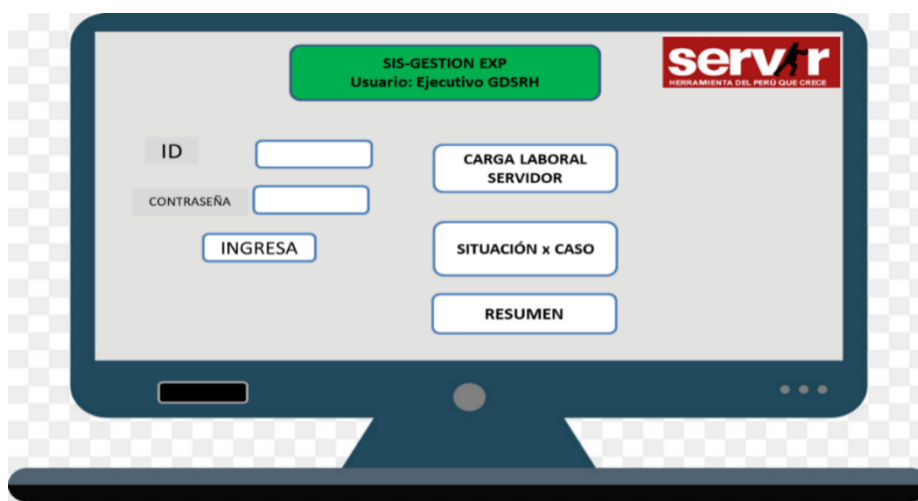 SIS-GESTION EXP
Usuario: Ejecutivo GDSRH
servir
HERRAMIENTA DEL PERÚ QUE CRECE
ID
CONTRASEÑA
INGRESA
CARGA LABORAL
SERVIDOR
SITUACIÓN x CASO
RESUMEN